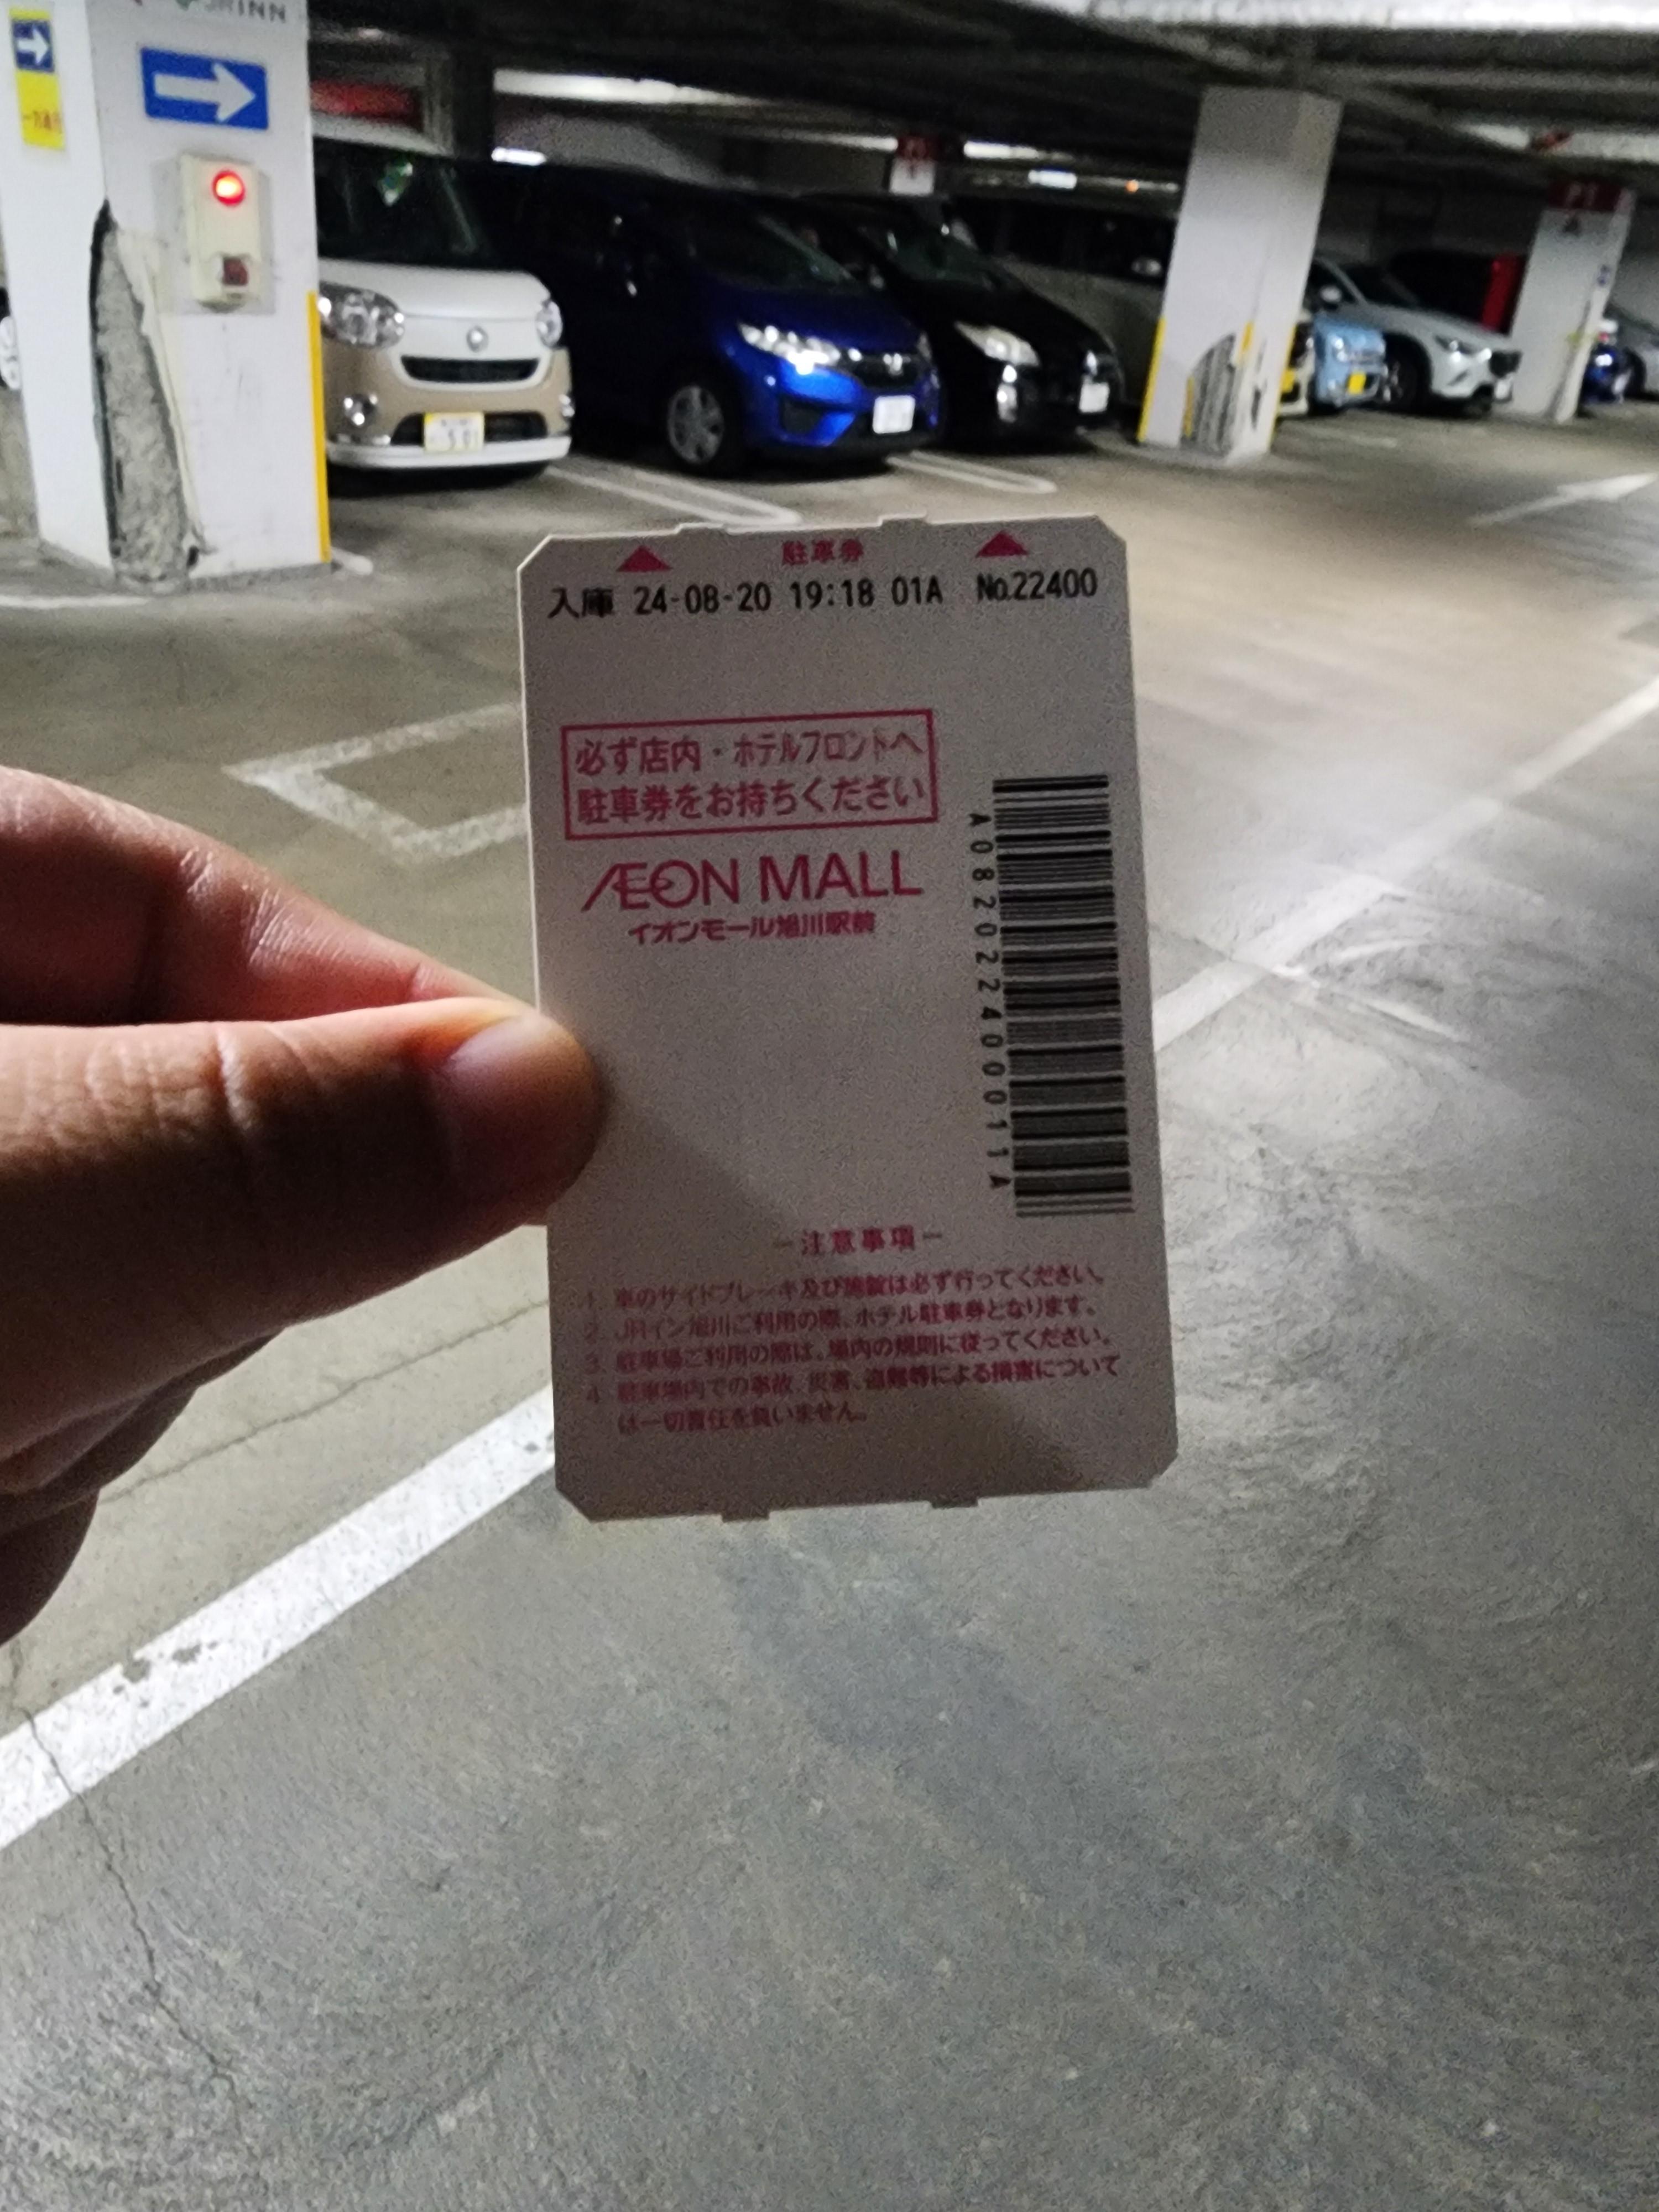 JRINN
駐車券
入庫 24-08-20 19:18 01A No.22400
必ず店内・ホテルフロントへ
駐車券をお持ちください
ÆON MALL
イオンモール旭川駅前
A08202240011A
ー注意事項ー
1. 車のサイドブレーキ及び施錠は必ず行ってください。
2. JRイン旭川ご利用の際、ホテル駐車券となります。
3. 駐車場ご利用の際は、場内の規則に従ってください。
4. 駐車場内での事故、災害、盗難等による損害について
は一切責任を負いません。